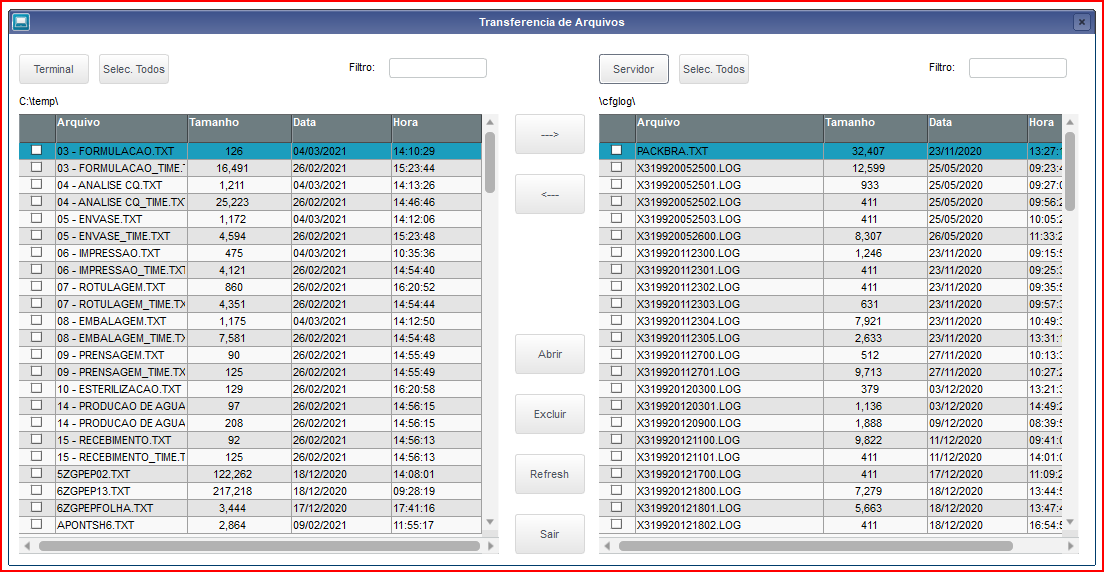 Transferencia de Arquivos
Terminal Selec. Todos Filtro:
C:\temp\
Arquivo Tamanho Data Hora
03 - FORMULACAO.TXT 126 04/03/2021 14:10:29
03 - FORMULACAO_TIME. 16,491 26/02/2021 15:23:44
04 - ANALISE CQ.TXT 1,211 04/03/2021 14:13:26
04 - ANALISE CQ_TIME.TX 25,223 26/02/2021 14:46:46
05 - ENVASE.TXT 1,172 04/03/2021 14:12:06
05 - ENVASE_TIME.TXT 4,594 26/02/2021 15:23:48
06 - IMPRESSAO.TXT 475 04/03/2021 10:35:36
06 - IMPRESSAO_TIME.TXT 4,121 26/02/2021 14:54:40
07 - ROTULAGEM.TXT 860 26/02/2021 16:20:52
07 - ROTULAGEM_TIME.TX 4,351 26/02/2021 14:54:44
08 - EMBALAGEM.TXT 1,175 04/03/2021 14:12:50
08 - EMBALAGEM_TIME.TX 7,581 26/02/2021 14:54:48
09 - PRENSAGEM.TXT 90 26/02/2021 14:55:49
09 - PRENSAGEM_TIME.TX 125 26/02/2021 14:55:49
10 - ESTERILIZACAO.TXT 129 26/02/2021 16:20:58
14 - PRODUCAO DE AGUA 97 26/02/2021 14:56:15
14 - PRODUCAO DE AGUA 208 26/02/2021 14:56:15
15 - RECEBIMENTO.TXT 92 26/02/2021 14:56:13
15 - RECEBIMENTO_TIME.T 125 26/02/2021 14:56:13
5ZGPEP02.TXT 122,262 18/12/2020 14:08:01
6ZGPEP13.TXT 217,218 18/12/2020 09:28:19
6ZGPEPFOLHA.TXT 3,444 17/12/2020 17:41:16
APONTSH6.TXT 2,864 09/02/2021 11:55:17
--->
<---
Abrir
Excluir
Refresh
Sair
Servidor Selec. Todos Filtro:
\cfglog\
Arquivo Tamanho Data Hora
PACKBRA.TXT 32,407 23/11/2020 13:27:
X319920052500.LOG 12,599 25/05/2020 09:23:
X319920052501.LOG 933 25/05/2020 09:27:
X319920052502.LOG 411 25/05/2020 09:56:
X319920052503.LOG 411 25/05/2020 10:05:
X319920052600.LOG 8,307 26/05/2020 11:33:
X319920112300.LOG 1,246 23/11/2020 09:15:
X319920112301.LOG 411 23/11/2020 09:25:
X319920112302.LOG 411 23/11/2020 09:35:
X319920112303.LOG 631 23/11/2020 09:57:
X319920112304.LOG 7,921 23/11/2020 10:49:
X319920112305.LOG 2,633 23/11/2020 13:31:
X319920112700.LOG 512 27/11/2020 10:13:
X319920112701.LOG 9,713 27/11/2020 10:27:
X319920120300.LOG 379 03/12/2020 13:21:
X319920120301.LOG 1,136 03/12/2020 14:49:
X319920120900.LOG 1,888 09/12/2020 08:39:
X319920121100.LOG 9,822 11/12/2020 09:41:
X319920121101.LOG 411 11/12/2020 14:01:
X319920121700.LOG 411 17/12/2020 11:09:
X319920121800.LOG 7,279 18/12/2020 13:44:
X319920121801.LOG 5,663 18/12/2020 13:47:
X319920121802.LOG 411 18/12/2020 16:54: